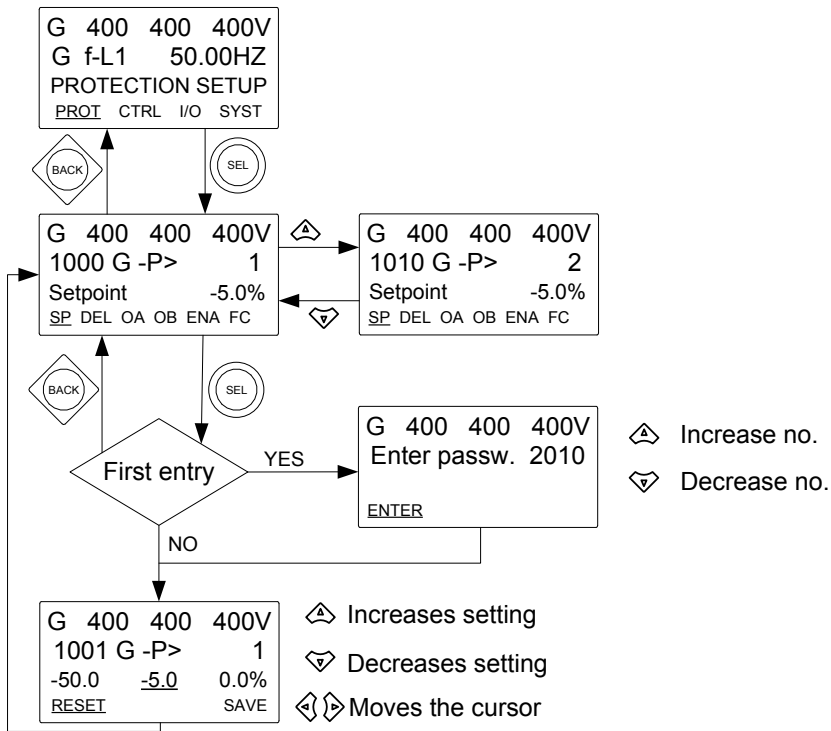 G 400 400 400V
G f-L1 50.00HZ
PROTECTION SETUP
PROT CTRL I/O SYST
BACK
SEL
G 400 400 400V
1000 G -P> 1
Setpoint -5.0%
SP DEL OA OB ENA FC
G 400 400 400V
1010 G -P> 2
Setpoint -5.0%
SP DEL OA OB ENA FC
BACK
SEL
First entry
YES
NO
G 400 400 400V
Enter passw. 2010
ENTER
Increase no.
Decrease no.
G 400 400 400V
1001 G -P> 1
-50.0 -5.0 0.0%
RESET SAVE
Increases setting
Decreases setting
Moves the cursor